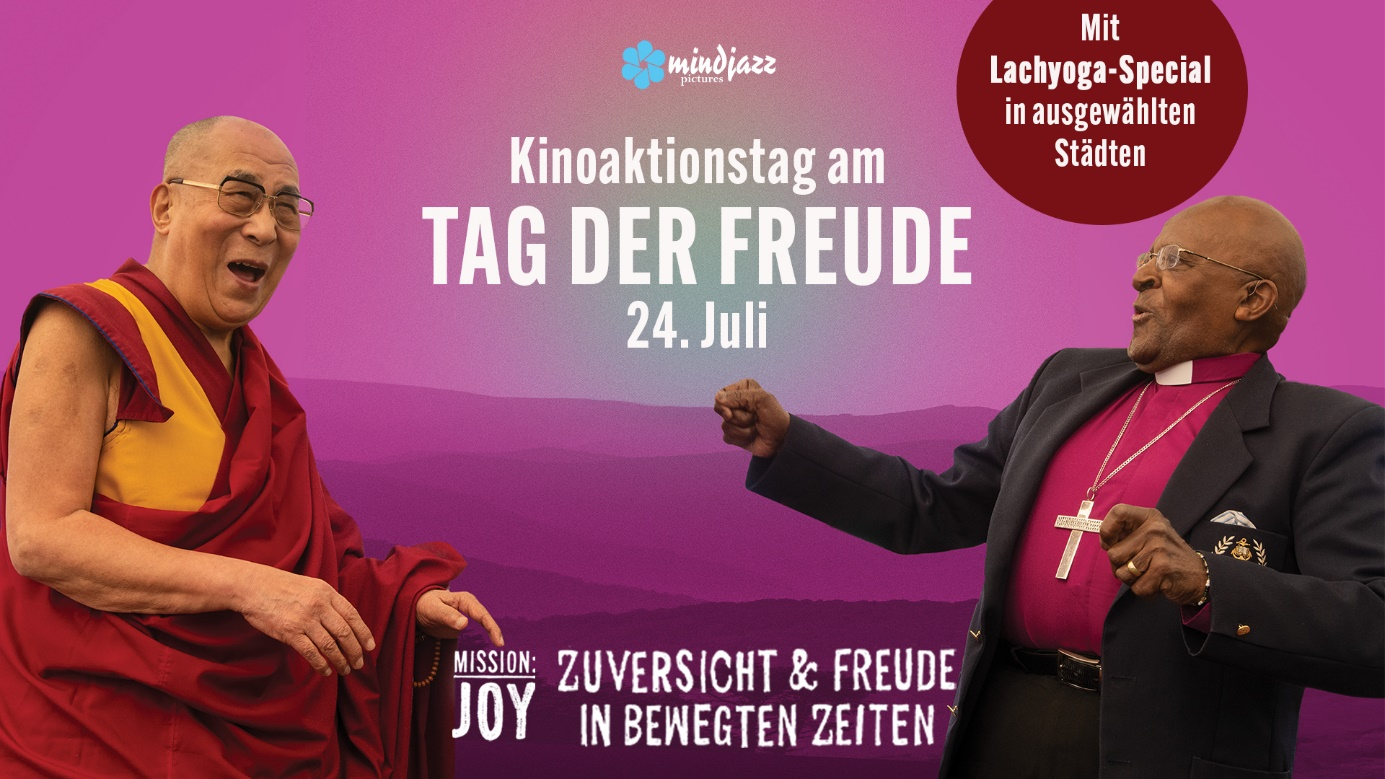 mindjazz
pictures
Mit
Lachyoga-Special
in ausgewählten
Städten
Kinoaktionstag am
TAG DER FREUDE
24. Juli
MISSION:
JOY
ZUVERSICHT & FREUDE
IN BEWEGTEN ZEITEN